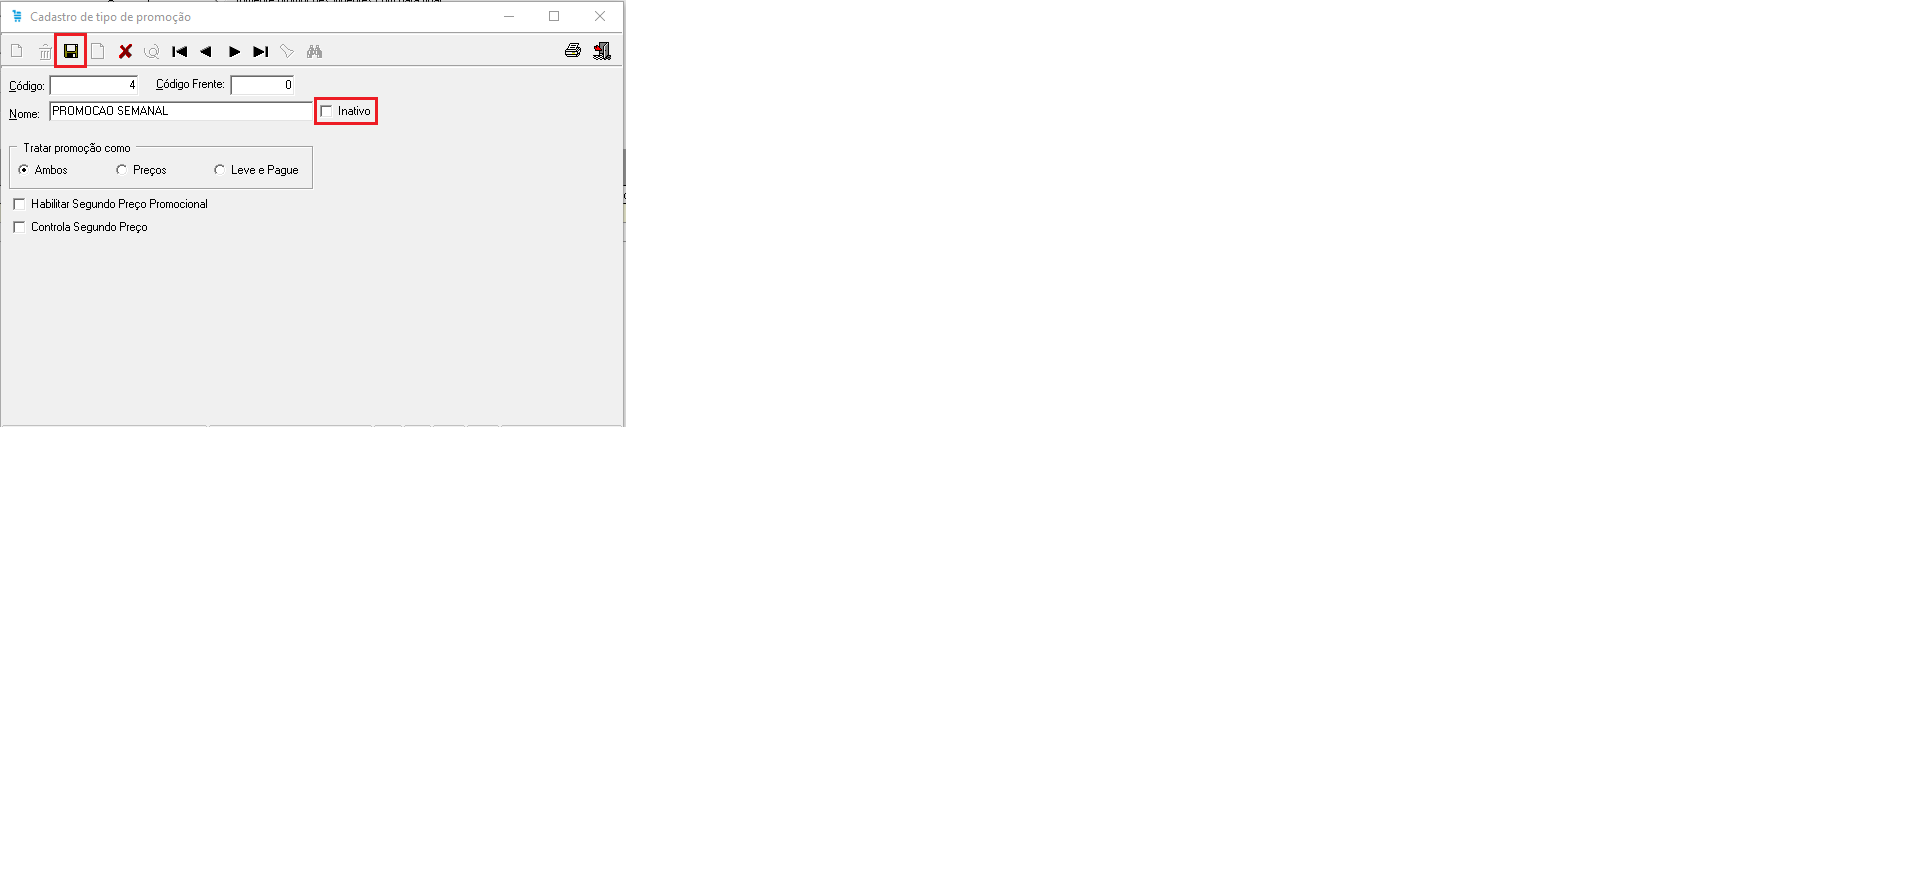 Cadastro de tipo de promoção
Código: 4 Código Frente: 0
Nome: PROMOCAO SEMANAL Inativo
Tratar promoção como
Ambos Preços Leve e Pague
Habilitar Segundo Preço Promocional
Controla Segundo Preço